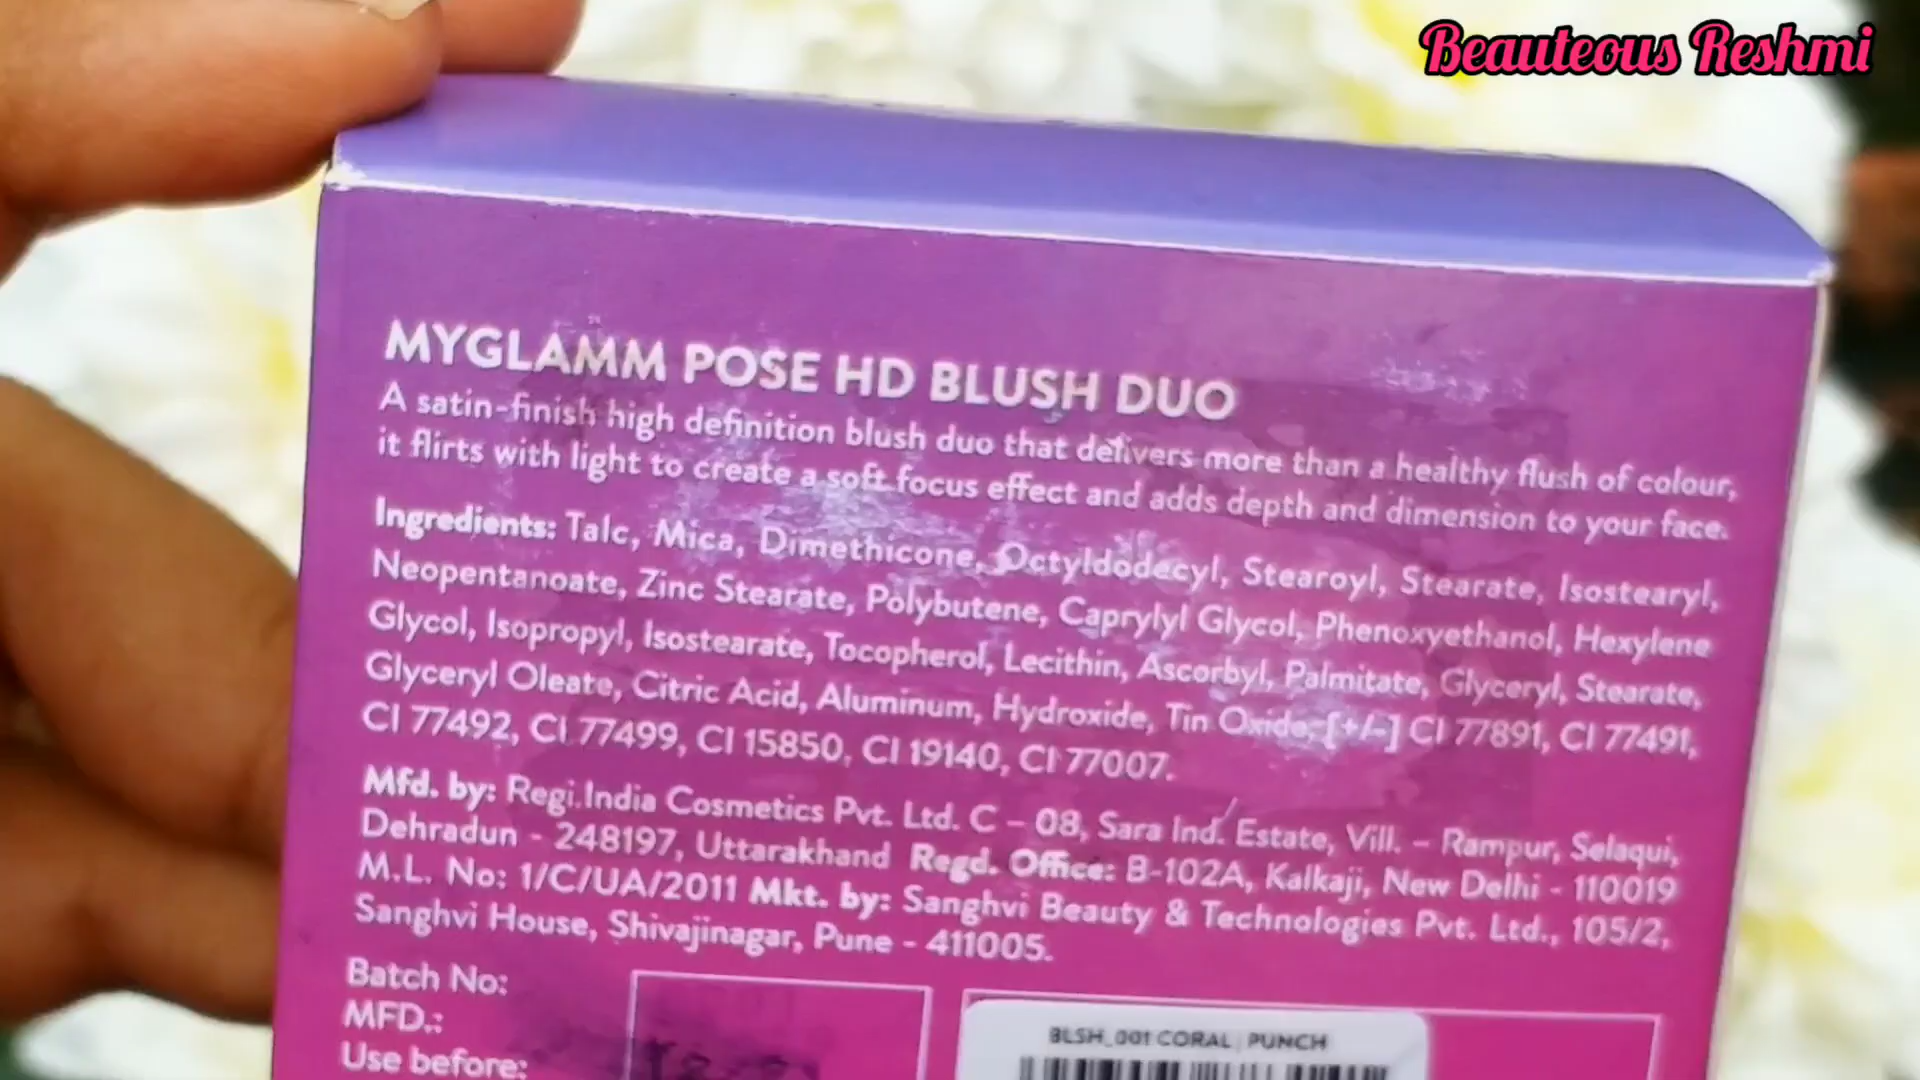 Beauteous Reshmi
MYGLAMM POSE HD BLUSH DUO
A satin-finish high definition blush duo that delivers more than a healthy flush of colour,
it flirts with light to create a soft focus effect and adds depth and dimension to your face.
Ingredients: Talc, Mica, Dimethicone, Octyldodecyl, Stearoyl, Stearate, Isostearyl,
Neopentanoate, Zinc Stearate, Polybutene, Caprylyl Glycol, Phenoxyethanol, Hexylene
Glycol, Isopropyl, Isostearate, Tocopherol, Lecithin, Ascorbyl, Palmitate, Glyceryl, Stearate,
Glyceryl Oleate, Citric Acid, Aluminum, Hydroxide, Tin Oxide, [+/-] CI 77891, CI 77491,
CI 77492, CI 77499, CI 15850, CI 19140, CI 77007.
Mfd. by: Regi.India Cosmetics Pvt. Ltd. C – 08, Sara Ind. Estate, Vill. – Rampur, Selaqui,
Dehradun - 248197, Uttarakhand Regd. Office: B-102A, Kalkaji, New Delhi - 110019
M.L. No: 1/C/UA/2011 Mkt. by: Sanghvi Beauty & Technologies Pvt. Ltd., 105/2,
Sanghvi House, Shivajinagar, Pune - 411005.
Batch No:
MFD.:
Use before:
BLSH_001 CORAL | PUNCH